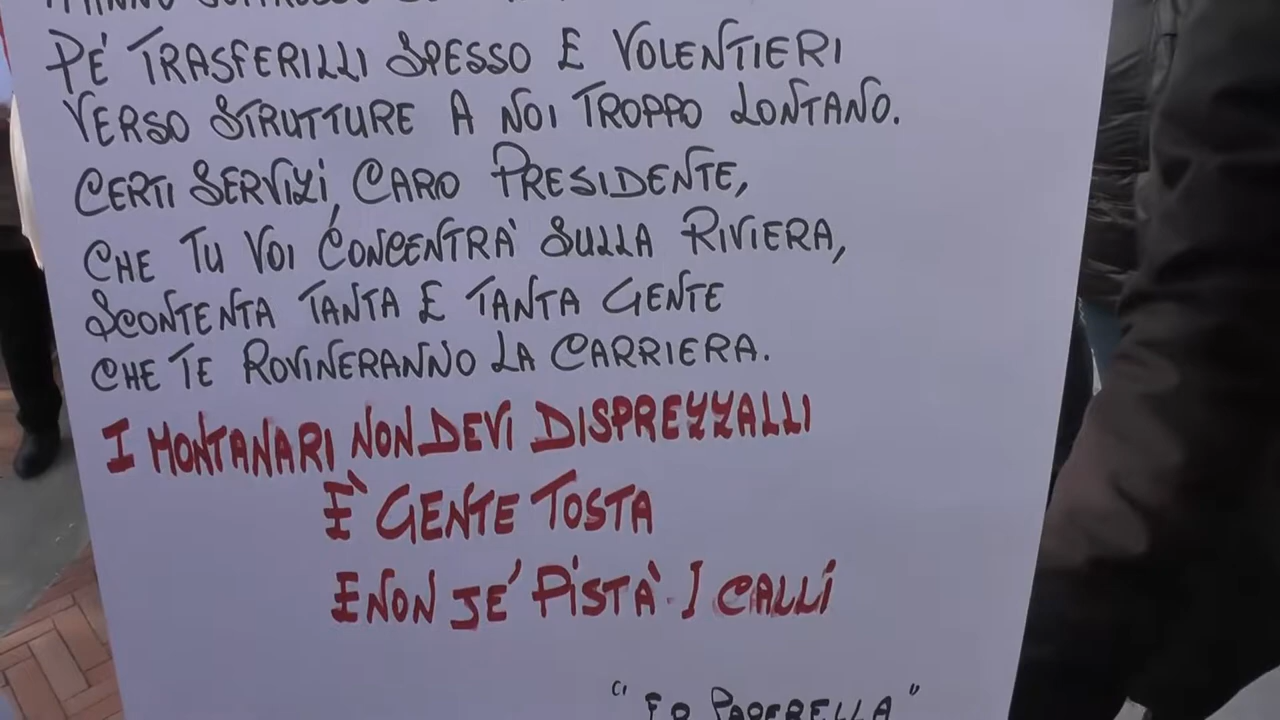 PÉ TRASFERILLI SPESSO E VOLENTIERI
VERSO STRUTTURE A NOI TROPPO LONTANO.
CERTI SERVIZI, CARO PRESIDENTE,
CHE TU VOI CONCENTRÀ SULLA RIVIERA,
SCONTENTA TANTA E TANTA GENTE
CHE TE ROVINERANNO LA CARRIERA.
I MONTANARI NON DEVI DISPREZZALLI
È GENTE TOSTA
E NON JE' PISTÀ I CALLI